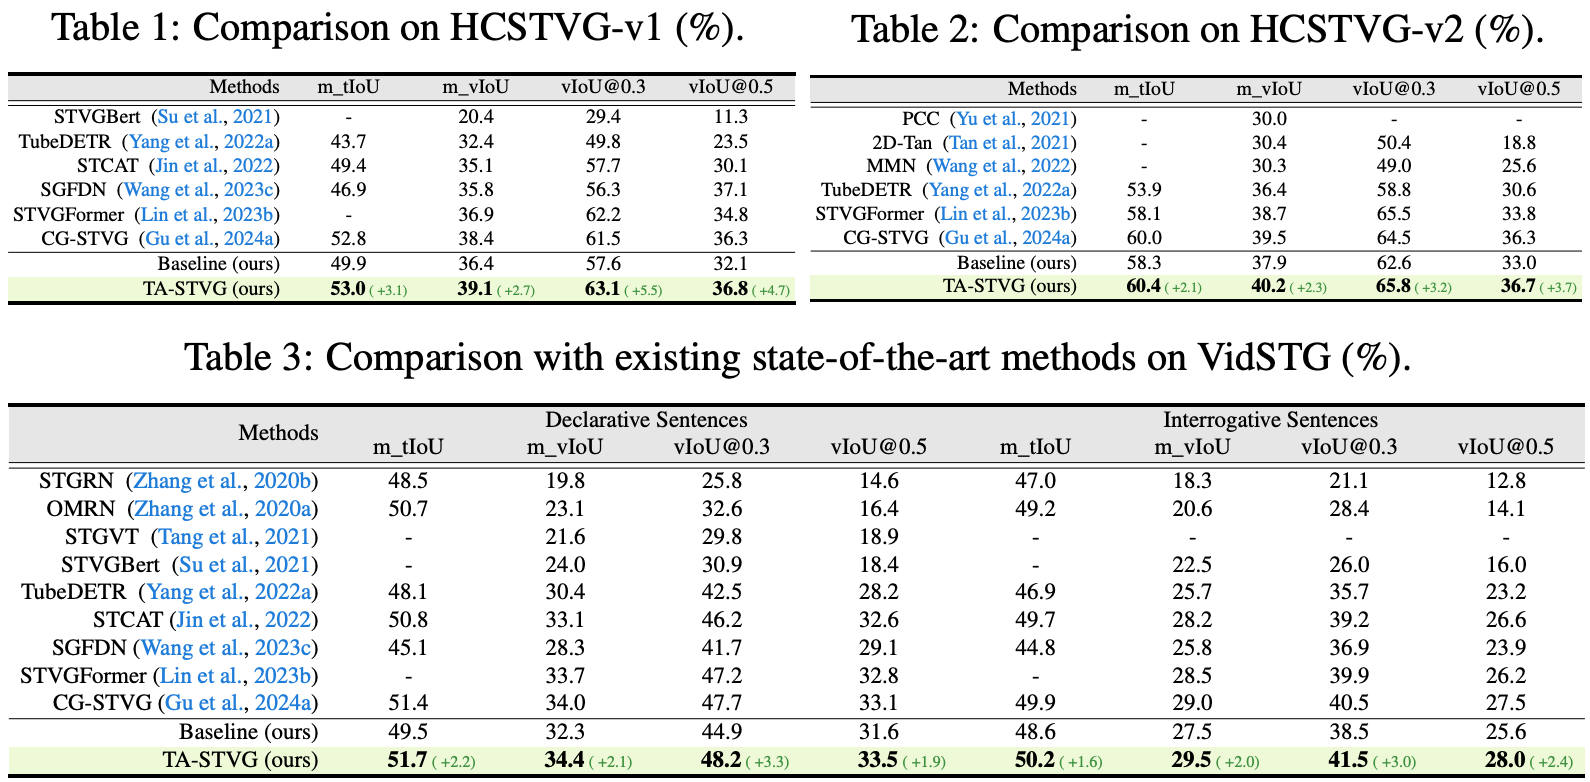 Table 1: Comparison on HCSTVG-v1 (%).
Methods m_tIoU m_vIoU vIoU@0.3 vIoU@0.5
STVGBert (Su et al., 2021) - 20.4 29.4 11.3
TubeDETR (Yang et al., 2022a) 43.7 32.4 49.8 23.5
STCAT (Jin et al., 2022) 49.4 35.1 57.7 30.1
SGFDN (Wang et al., 2023c) 46.9 35.8 56.3 37.1
STVGFormer (Lin et al., 2023b) - 36.9 62.2 34.8
CG-STVG (Gu et al., 2024a) 52.8 38.4 61.5 36.3
Baseline (ours) 49.9 36.4 57.6 32.1
TA-STVG (ours) 53.0 ( +3.1) 39.1 ( +2.7) 63.1 ( +5.5) 36.8 ( +4.7)
Table 2: Comparison on HCSTVG-v2 (%).
Methods m_tIoU m_vIoU vIoU@0.3 vIoU@0.5
PCC (Yu et al., 2021) - 30.0 - -
2D-Tan (Tan et al., 2021) - 30.4 50.4 18.8
MMN (Wang et al., 2022) - 30.3 49.0 25.6
TubeDETR (Yang et al., 2022a) 53.9 36.4 58.8 30.6
STVGFormer (Lin et al., 2023b) 58.1 38.7 65.5 33.8
CG-STVG (Gu et al., 2024a) 60.0 39.5 64.5 36.3
Baseline (ours) 58.3 37.9 62.6 33.0
TA-STVG (ours) 60.4 ( +2.1) 40.2 ( +2.3) 65.8 ( +3.2) 36.7 ( +3.7)
Table 3: Comparison with existing state-of-the-art methods on VidSTG (%).
Declarative Sentences Interrogative Sentences
Methods m_tIoU m_vIoU vIoU@0.3 vIoU@0.5 m_tIoU m_vIoU vIoU@0.3 vIoU@0.5
STGRN (Zhang et al., 2020b) 48.5 19.8 25.8 14.6 47.0 18.3 21.1 12.8
OMRN (Zhang et al., 2020a) 50.7 23.1 32.6 16.4 49.2 20.6 28.4 14.1
STGVT (Tang et al., 2021) - 21.6 29.8 18.9 - - - -
STVGBert (Su et al., 2021) - 24.0 30.9 18.4 - 22.5 26.0 16.0
TubeDETR (Yang et al., 2022a) 48.1 30.4 42.5 28.2 46.9 25.7 35.7 23.2
STCAT (Jin et al., 2022) 50.8 33.1 46.2 32.6 49.7 28.2 39.2 26.6
SGFDN (Wang et al., 2023c) 45.1 28.3 41.7 29.1 44.8 25.8 36.9 23.9
STVGFormer (Lin et al., 2023b) - 33.7 47.2 32.8 - 28.5 39.9 26.2
CG-STVG (Gu et al., 2024a) 51.4 34.0 47.7 33.1 49.9 29.0 40.5 27.5
Baseline (ours) 49.5 32.3 44.9 31.6 48.6 27.5 38.5 25.6
TA-STVG (ours) 51.7 ( +2.2) 34.4 ( +2.1) 48.2 ( +3.3) 33.5 ( +1.9) 50.2 ( +1.6) 29.5 ( +2.0) 41.5 ( +3.0) 28.0 ( +2.4)